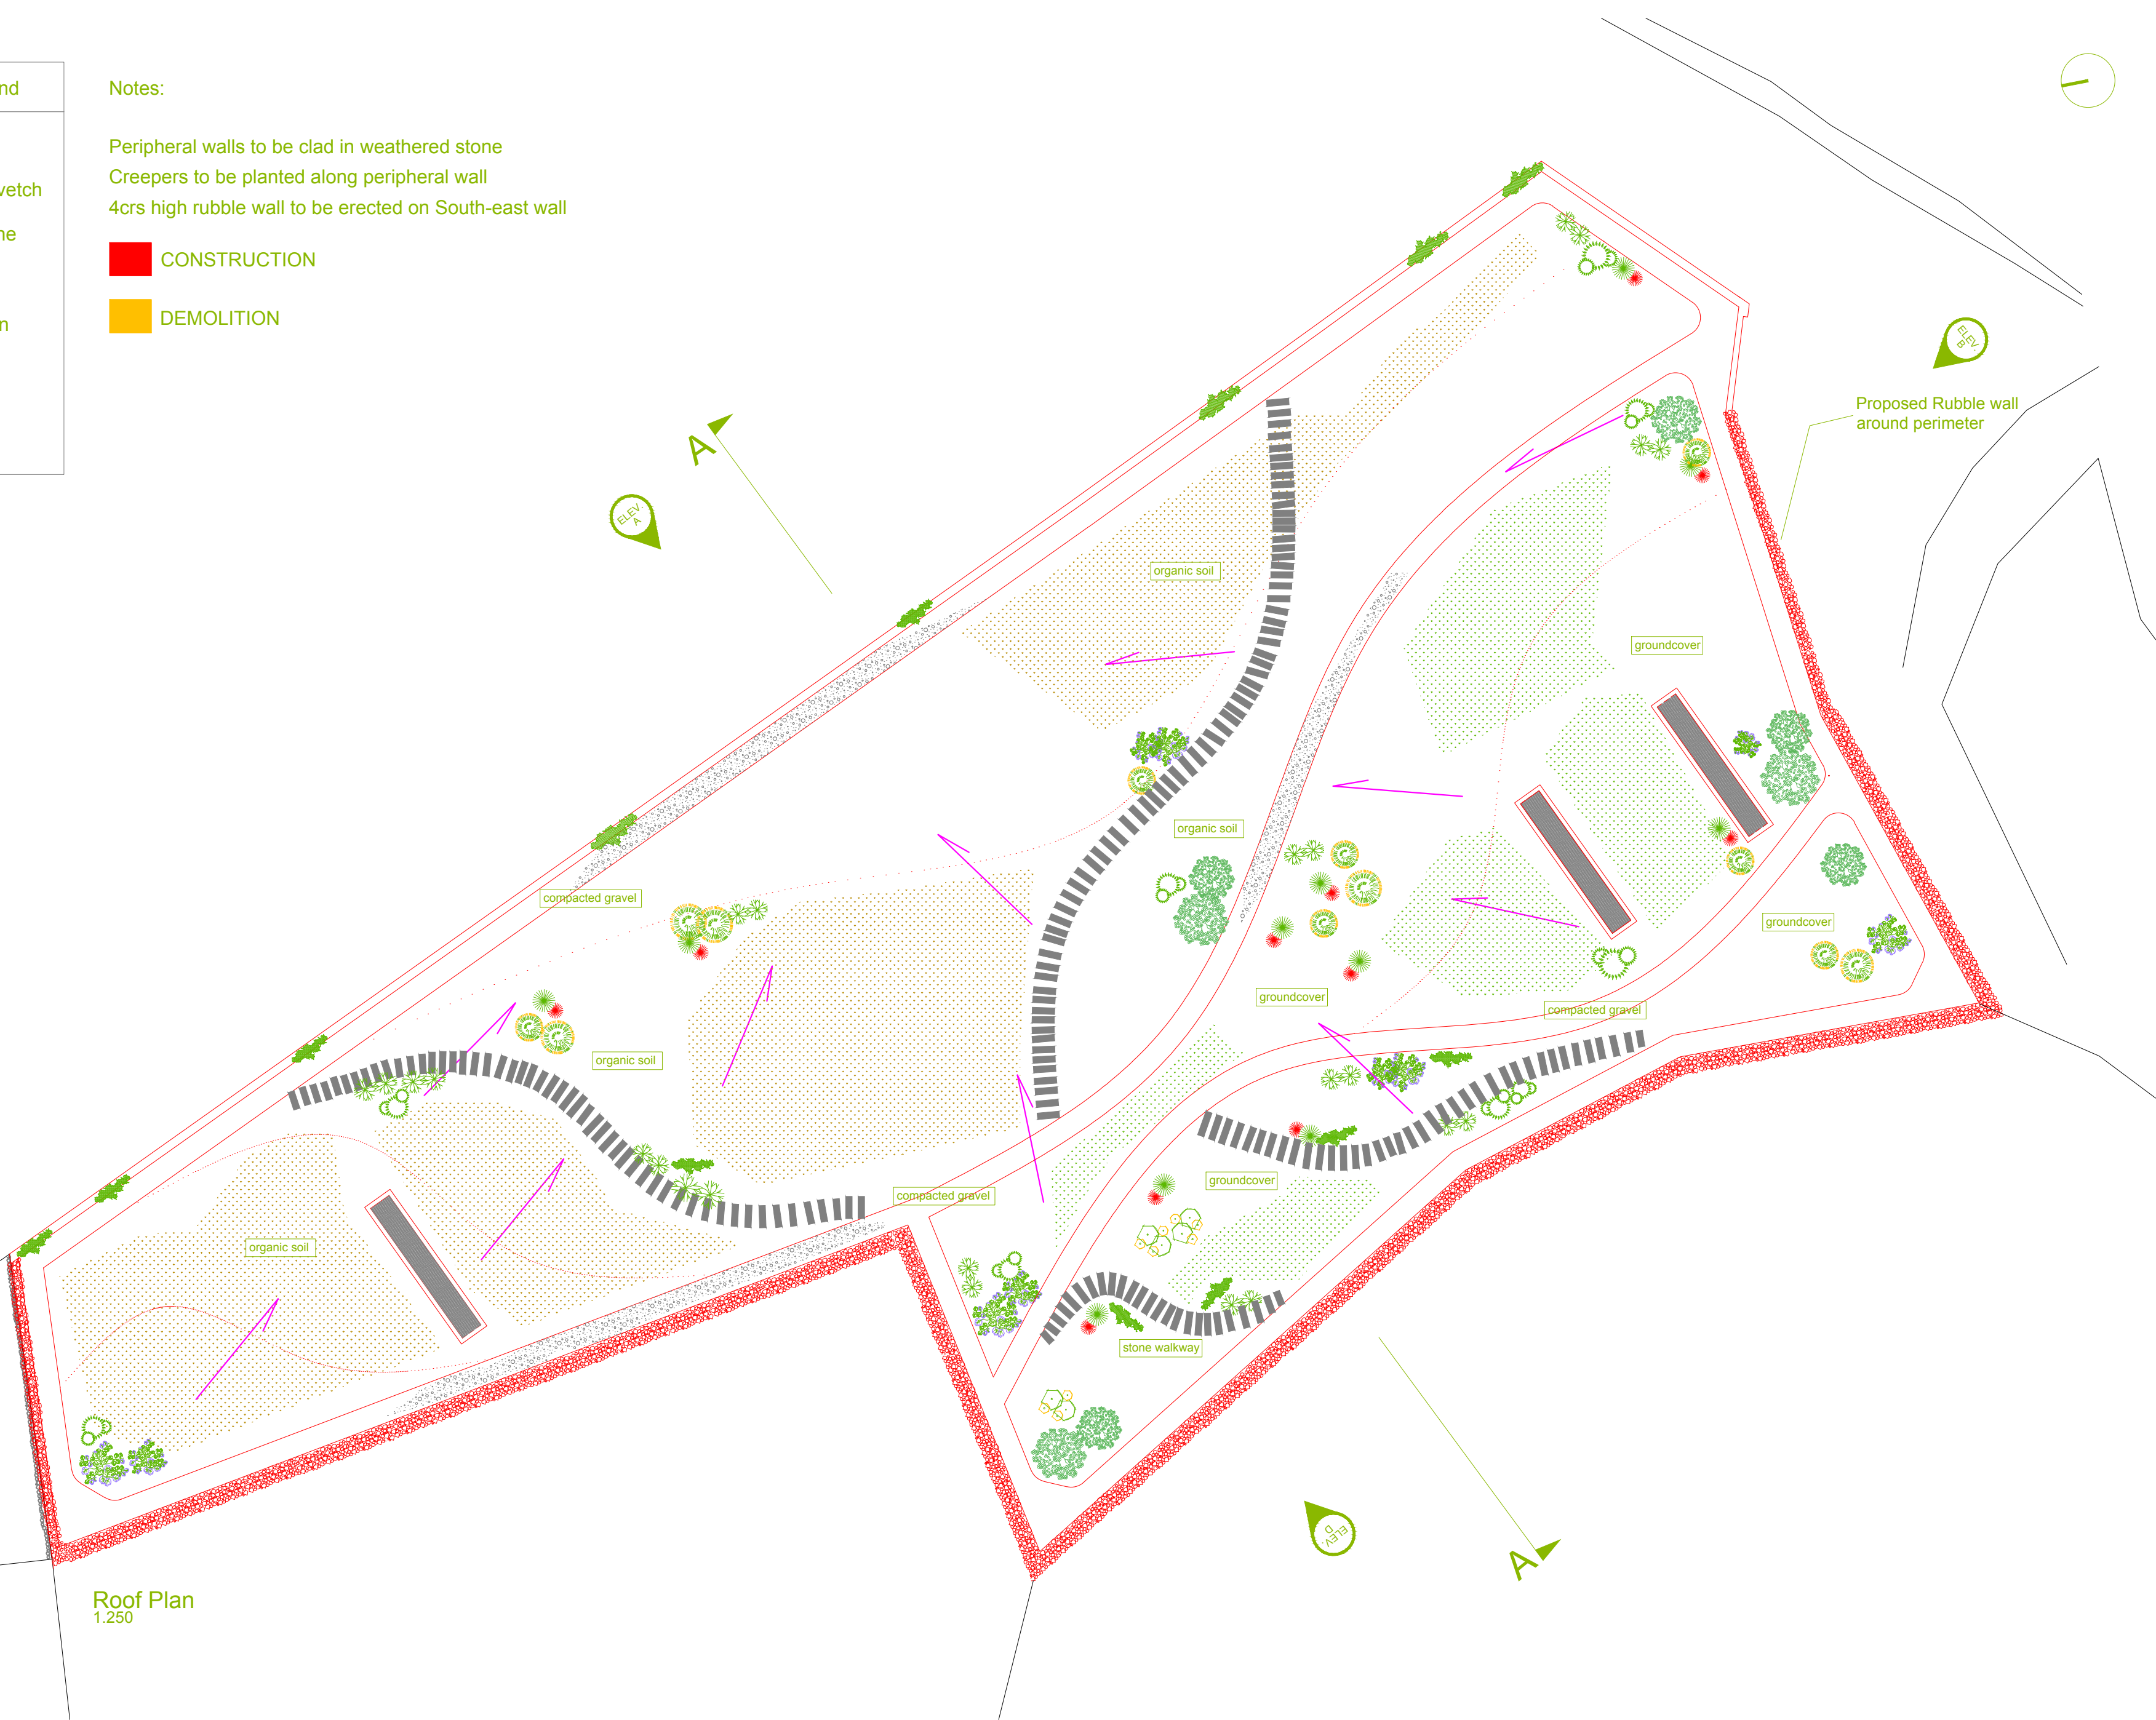 nd
vetch
ne
n
Notes:
Peripheral walls to be clad in weathered stone
Creepers to be planted along peripheral wall
4crs high rubble wall to be erected on South-east wall
CONSTRUCTION
DEMOLITION
A
ELEV.
A
ELEV.
B
Proposed Rubble wall
around perimeter
organic soil
groundcover
organic soil
compacted gravel
groundcover
groundcover
compacted gravel
organic soil
groundcover
compacted gravel
organic soil
stone walkway
ELEV.
D
A
Roof Plan
1.250